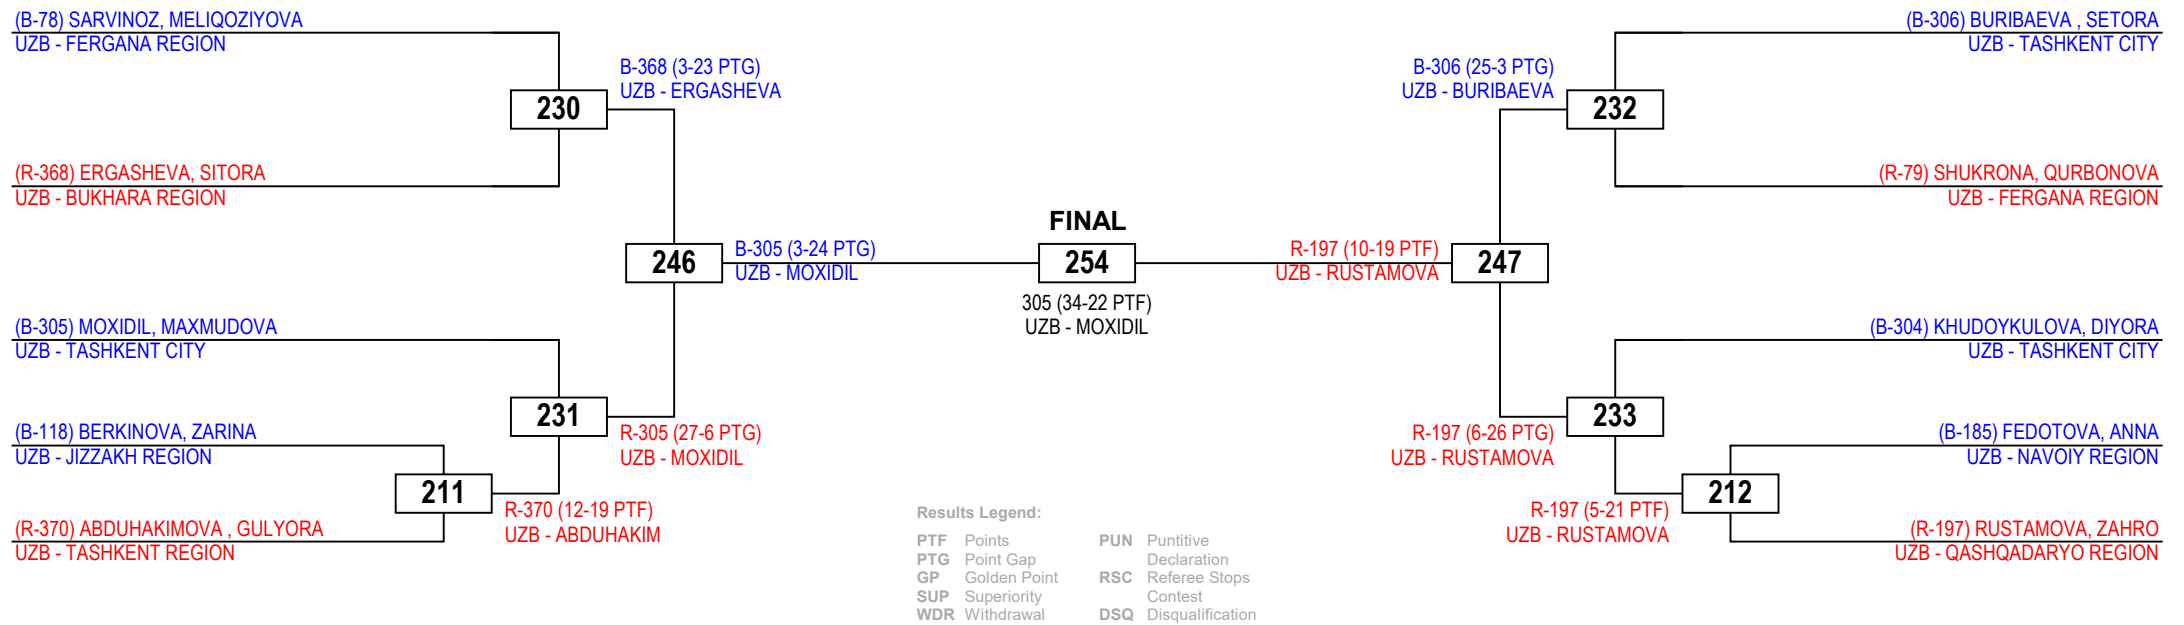 (B-78) SARVINOZ, MELIQOZIYOVA
UZB - FERGANA REGION
B-368 (3-23 PTG)
UZB - ERGASHEVA
230
(R-368) ERGASHEVA, SITORA
UZB - BUKHARA REGION
246
B-305 (3-24 PTG)
UZB - MOXIDIL
(B-305) MOXIDIL, MAXMUDOVA
UZB - TASHKENT CITY
231
R-305 (27-6 PTG)
UZB - MOXIDIL
(B-118) BERKINOVA, ZARINA
UZB - JIZZAKH REGION
211
R-370 (12-19 PTF)
UZB - ABDUHAKIM
(R-370) ABDUHAKIMOVA , GULYORA
UZB - TASHKENT REGION
FINAL
254
305 (34-22 PTF)
UZB - MOXIDIL
(B-306) BURIBAEVA , SETORA
UZB - TASHKENT CITY
B-306 (25-3 PTG)
UZB - BURIBAEVA
232
(R-79) SHUKRONA, QURBONOVA
UZB - FERGANA REGION
R-197 (10-19 PTF)
UZB - RUSTAMOVA
247
(B-304) KHUDOYKULOVA, DIYORA
UZB - TASHKENT CITY
233
R-197 (6-26 PTG)
UZB - RUSTAMOVA
(B-185) FEDOTOVA, ANNA
UZB - NAVOIY REGION
212
R-197 (5-21 PTF)
UZB - RUSTAMOVA
(R-197) RUSTAMOVA, ZAHRO
UZB - QASHQADARYO REGION
Results Legend:
PTF Points
PTG Point Gap
GP Golden Point
SUP Superiority
WDR Withdrawal
PUN Puntitive
Declaration
RSC Referee Stops
Contest
DSQ Disqualification